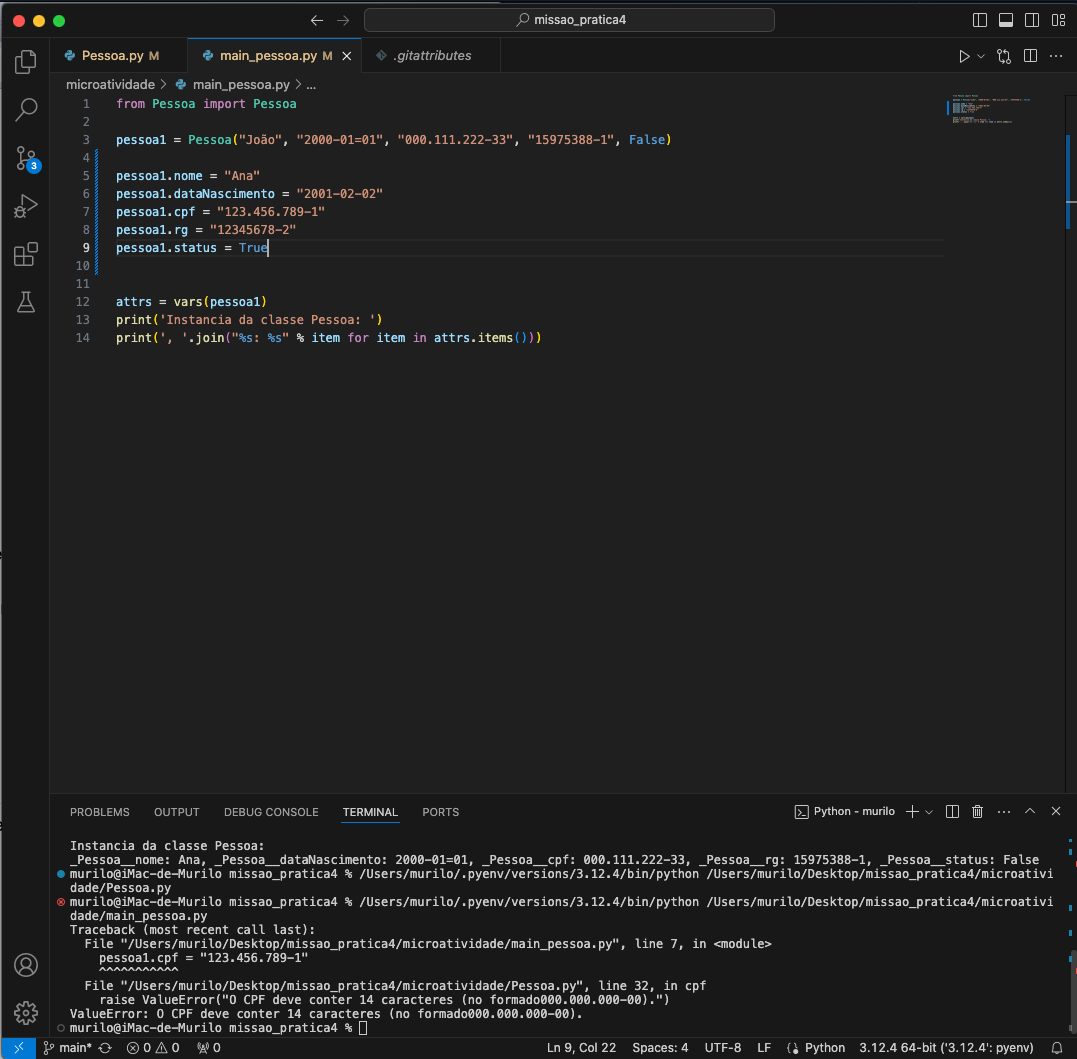 missao_pratica4
Pessoa.py M
main_pessoa.py M
.gitattributes
microatividade > main_pessoa.py > ...
1 from Pessoa import Pessoa
2
3 pessoa1 = Pessoa("João", "2000-01=01", "000.111.222-33", "15975388-1", False)
4
5 pessoa1.nome = "Ana"
6 pessoa1.dataNascimento = "2001-02-02"
7 pessoa1.cpf = "123.456.789-1"
8 pessoa1.rg = "12345678-2"
9 pessoa1.status = True
10
11
12 attrs = vars(pessoa1)
13 print('Instancia da classe Pessoa: ')
14 print(', '.join("%s: %s" % item for item in attrs.items()))
3
PROBLEMS OUTPUT DEBUG CONSOLE TERMINAL PORTS Python - murilo
Instancia da classe Pessoa:
_Pessoa__nome: Ana, _Pessoa__dataNascimento: 2000-01=01, _Pessoa__cpf: 000.111.222-33, _Pessoa__rg: 15975388-1, _Pessoa__status: False
murilo@iMac-de-Murilo missao_pratica4 % /Users/murilo/.pyenv/versions/3.12.4/bin/python /Users/murilo/Desktop/missao_pratica4/microativi
dade/Pessoa.py
murilo@iMac-de-Murilo missao_pratica4 % /Users/murilo/.pyenv/versions/3.12.4/bin/python /Users/murilo/Desktop/missao_pratica4/microativi
dade/main_pessoa.py
Traceback (most recent call last):
File "/Users/murilo/Desktop/missao_pratica4/microatividade/main_pessoa.py", line 7, in <module>
pessoa1.cpf = "123.456.789-1"
^^^^^^^^^^^
File "/Users/murilo/Desktop/missao_pratica4/microatividade/Pessoa.py", line 32, in cpf
raise ValueError("O CPF deve conter 14 caracteres (no formado000.000.000-00).")
ValueError: O CPF deve conter 14 caracteres (no formado000.000.000-00).
murilo@iMac-de-Murilo missao_pratica4 %
main* 0 0 0 Ln 9, Col 22 Spaces: 4 UTF-8 LF Python 3.12.4 64-bit ('3.12.4': pyenv)